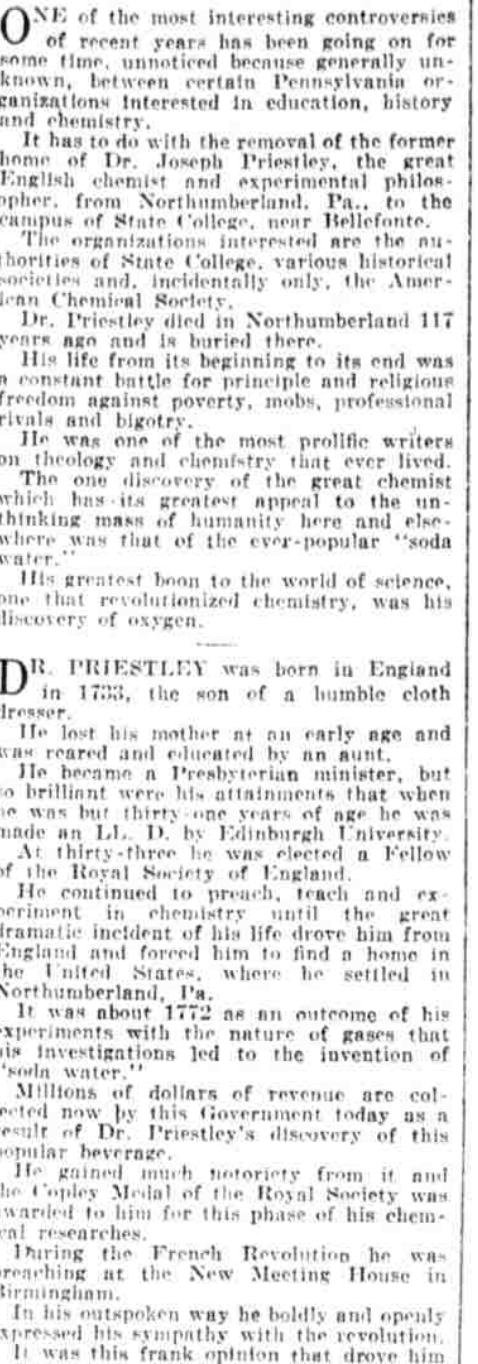 ONE of the most interesting controversies
of recent years has been going on for
some time, unnoticed because generally un-
known, between certain Pennsylvania or-
ganizations interested in education, history
and chemistry.
It has to do with the removal of the former
home of Dr. Joseph Priestley, the great
English chemist and experimental philos-
opher, from Northumberland, Pa., to the
campus of State College, near Bellefonte.
The organizations interested are the au-
thorities of State College, various historical
societies and, incidentally only, the Amer-
ican Chemical Society.
Dr. Priestley died in Northumberland 117
years ago and is buried there.
His life from its beginning to its end was
a constant battle for principle and religious
freedom against poverty, mobs, professional
rivals and bigotry.
He was one of the most prolific writers
on theology and chemistry that ever lived.
The one discovery of the great chemist
which has its greatest appeal to the un-
thinking mass of humanity here and else-
where was that of the ever-popular "soda
water."
His greatest boon to the world of science,
one that revolutionized chemistry, was his
discovery of oxygen.
DR. PRIESTLEY was born in England
in 1733, the son of a humble cloth
dresser.
He lost his mother at an early age and
was reared and educated by an aunt.
He became a Presbyterian minister, but
so brilliant were his attainments that when
he was but thirty-one years of age he was
made an LL. D. by Edinburgh University.
At thirty-three he was elected a Fellow
of the Royal Society of England.
He continued to preach, teach and ex-
periment in chemistry until the great
dramatic incident of his life drove him from
England and forced him to find a home in
the United States, where he settled in
Northumberland, Pa.
It was about 1772 as an outcome of his
experiments with the nature of gases that
his investigations led to the invention of
"soda water."
Millions of dollars of revenue are col-
lected now by this Government today as a
result of Dr. Priestley's discovery of this
popular beverage.
He gained much notoriety from it and
the Copley Medal of the Royal Society was
awarded to him for this phase of his chem-
ical researches.
During the French Revolution he was
preaching at the New Meeting House in
Birmingham.
In his outspoken way he boldly and openly
expressed his sympathy with the revolution.
It was this frank opinion that drove him